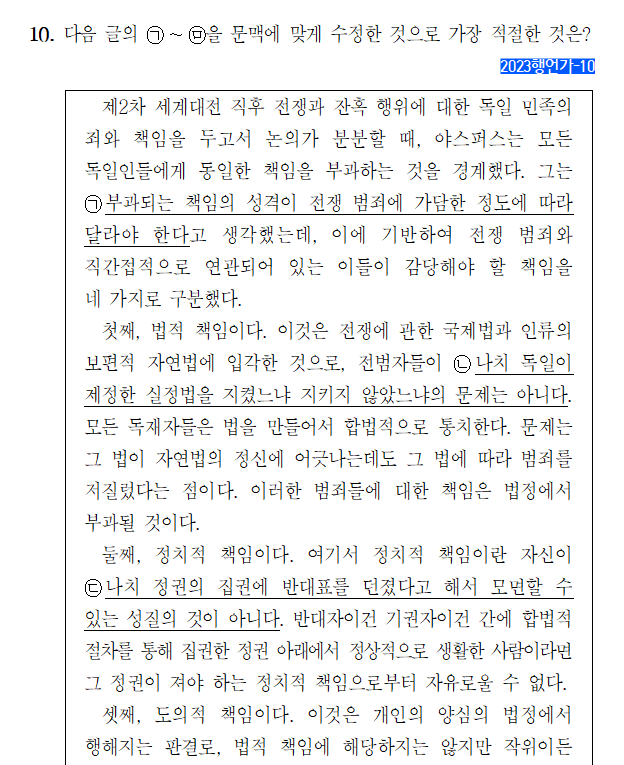 10. 다음 글의 ㉠~㉤을 문맥에 맞게 수정한 것으로 가장 적절한 것은?
2023행언가-10
제2차 세계대전 직후 전쟁과 잔혹 행위에 대한 독일 민족의
죄와 책임을 두고서 논의가 분분할 때, 야스퍼스는 모든
독일인들에게 동일한 책임을 부과하는 것을 경계했다. 그는
㉠부과되는 책임의 성격이 전쟁 범죄에 가담한 정도에 따라
달라야 한다고 생각했는데, 이에 기반하여 전쟁 범죄와
직간접적으로 연관되어 있는 이들이 감당해야 할 책임을
네 가지로 구분했다.
첫째, 법적 책임이다. 이것은 전쟁에 관한 국제법과 인류의
보편적 자연법에 입각한 것으로, 전범자들이 ㉡나치 독일이
제정한 실정법을 지켰느냐 지키지 않았느냐의 문제는 아니다.
모든 독재자들은 법을 만들어서 합법적으로 통치한다. 문제는
그 법이 자연법의 정신에 어긋나는데도 그 법에 따라 범죄를
저질렀다는 점이다. 이러한 범죄들에 대한 책임은 법정에서
부과될 것이다.
둘째, 정치적 책임이다. 여기서 정치적 책임이란 자신이
㉢나치 정권의 집권에 반대표를 던졌다고 해서 모면할 수
있는 성질의 것이 아니다. 반대자이건 기권자이건 간에 합법적
절차를 통해 집권한 정권 아래에서 정상적으로 생활한 사람이라면
그 정권이 져야 하는 정치적 책임으로부터 자유로울 수 없다.
셋째, 도의적 책임이다. 이것은 개인의 양심의 법정에서
행해지는 판결로, 법적 책임에 해당하지는 않지만 작위이든